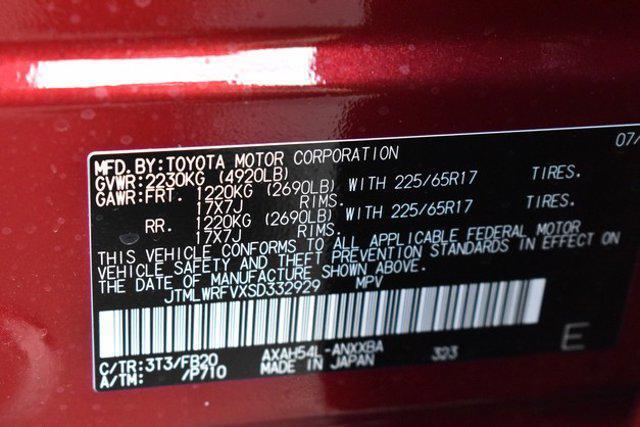 MFD. BY: TOYOTA MOTOR CORPORATION 07/
GVWR: 2230KG (4920LB)
GAWR: FRT. 1220KG (2690LB) WITH 225/65R17 TIRES.
17X7J RIMS.
RR. 1220KG (2690LB) WITH 225/65R17 TIRES.
17X7J RIMS.
THIS VEHICLE CONFORMS TO ALL APPLICABLE FEDERAL MOTOR
VEHICLE SAFETY AND THEFT PREVENTION STANDARDS IN EFFECT ON
THE DATE OF MANUFACTURE SHOWN ABOVE.
JTMLWRFVXSD332929 MPV
C/TR: 3T3/FB20 AXAH54L-ANXXBA 323 E
A/TM: /P710 MADE IN JAPAN